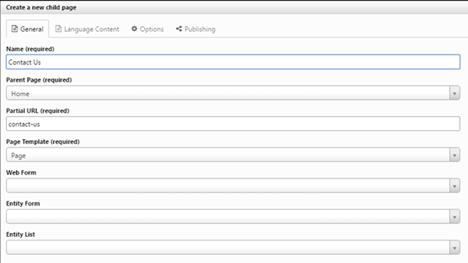 Create a new child page
General
Language Content
Options
Publishing
Name (required)
Contact Us
Parent Page (required)
Home
Partial URL (required)
contact-us
Page Template (required)
Page
Web Form
Entity Form
Entity List